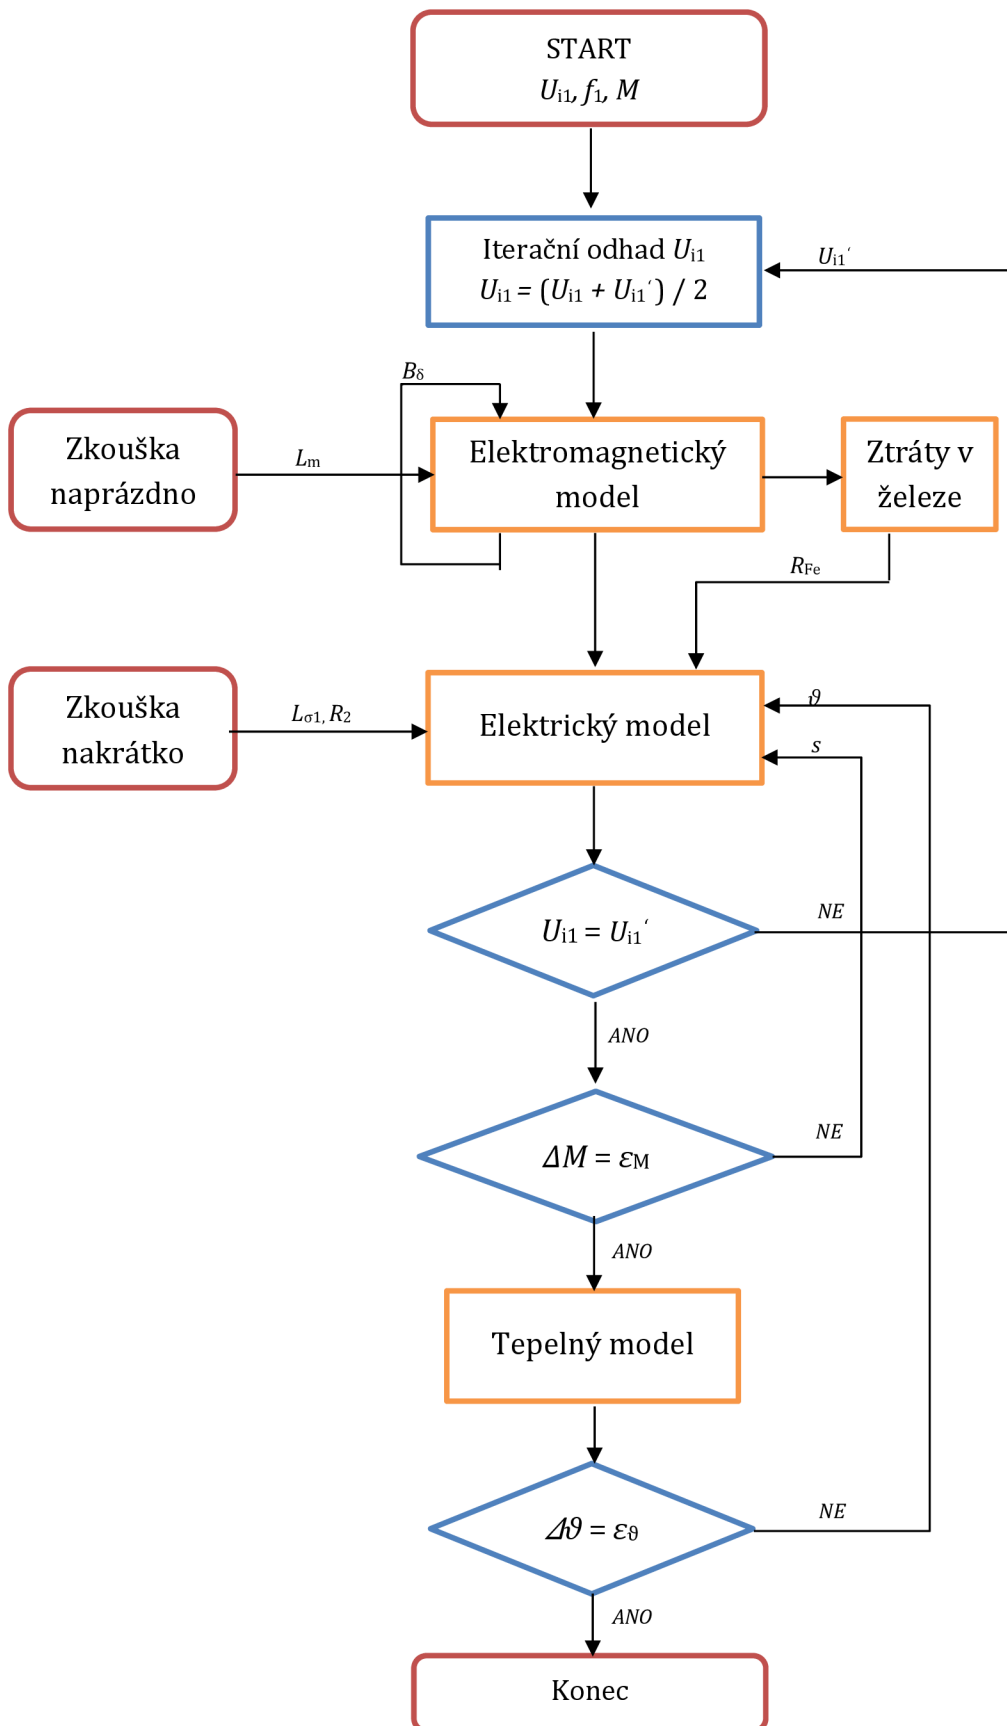 START
Ui1, f1, M
Iterační odhad Ui1
Ui1 = (Ui1 + Ui1‘) / 2
Ui1‘
Bδ
Zkouška
naprázdno
Lm
Elektromagnetický
model
Ztráty v
železe
RFe
Zkouška
nakrátko
Lσ1, R2
Elektrický model
ϑ
s
Ui1 = Ui1‘
NE
ANO
ΔM = εM
NE
ANO
Tepelný model
Δϑ = εϑ
NE
ANO
Konec